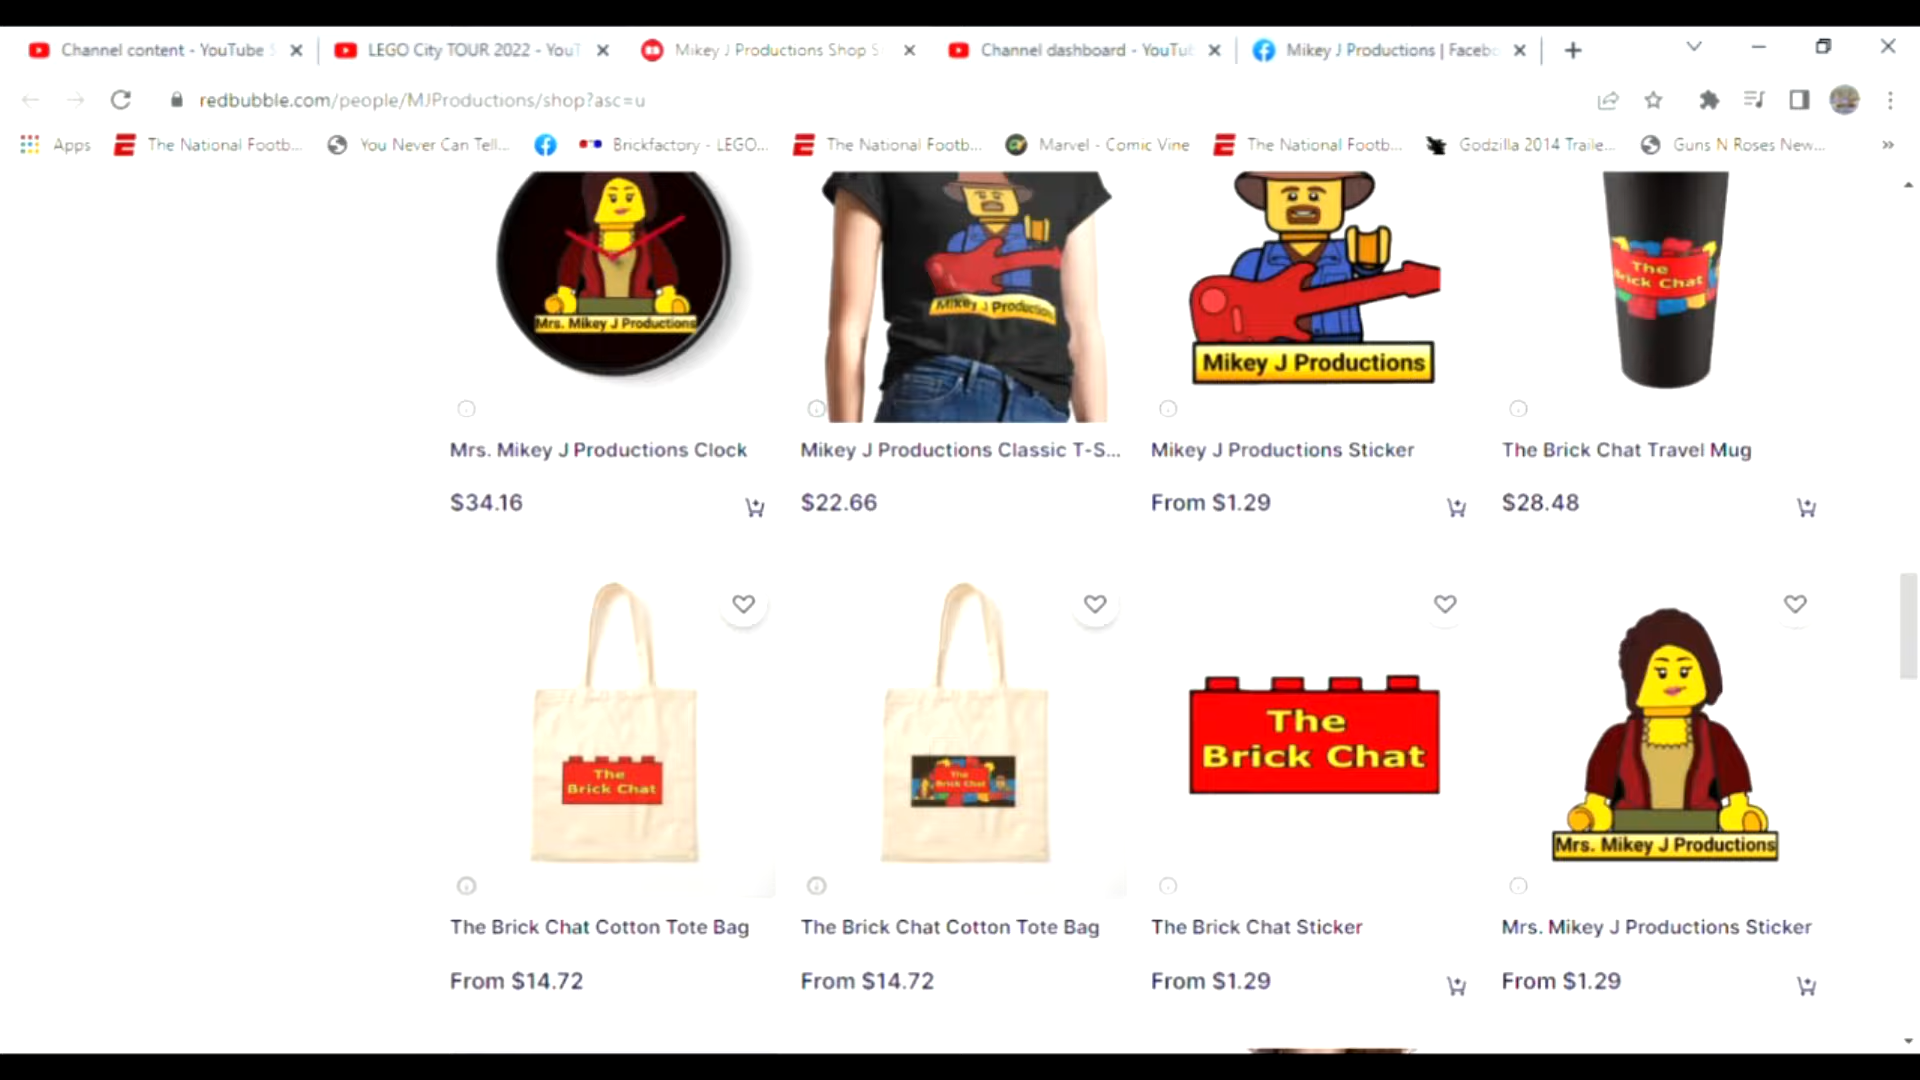 Channel content - YouTube S
LEGO City TOUR 2022 - YouT
Mikey J Productions Shop S
Channel dashboard - YouTub
Mikey J Productions | Facebo
redbubble.com/people/MJProductions/shop?asc=u
Apps
The National Footb...
You Never Can Tell...
Brickfactory - LEGO...
The National Footb...
Marvel - Comic Vine
The National Footb...
Godzilla 2014 Traile...
Guns N Roses New...
Mrs. Mikey J Productions
Mikey J Production
Mikey J Productions
The
Brick Chat
Mrs. Mikey J Productions Clock
Mikey J Productions Classic T-S...
Mikey J Productions Sticker
The Brick Chat Travel Mug
$34.16
$22.66
From $1.29
$28.48
The
Brick Chat
The
Brick Chat
The
Brick Chat
Mrs. Mikey J Productions
The Brick Chat Cotton Tote Bag
The Brick Chat Cotton Tote Bag
The Brick Chat Sticker
Mrs. Mikey J Productions Sticker
From $14.72
From $14.72
From $1.29
From $1.29